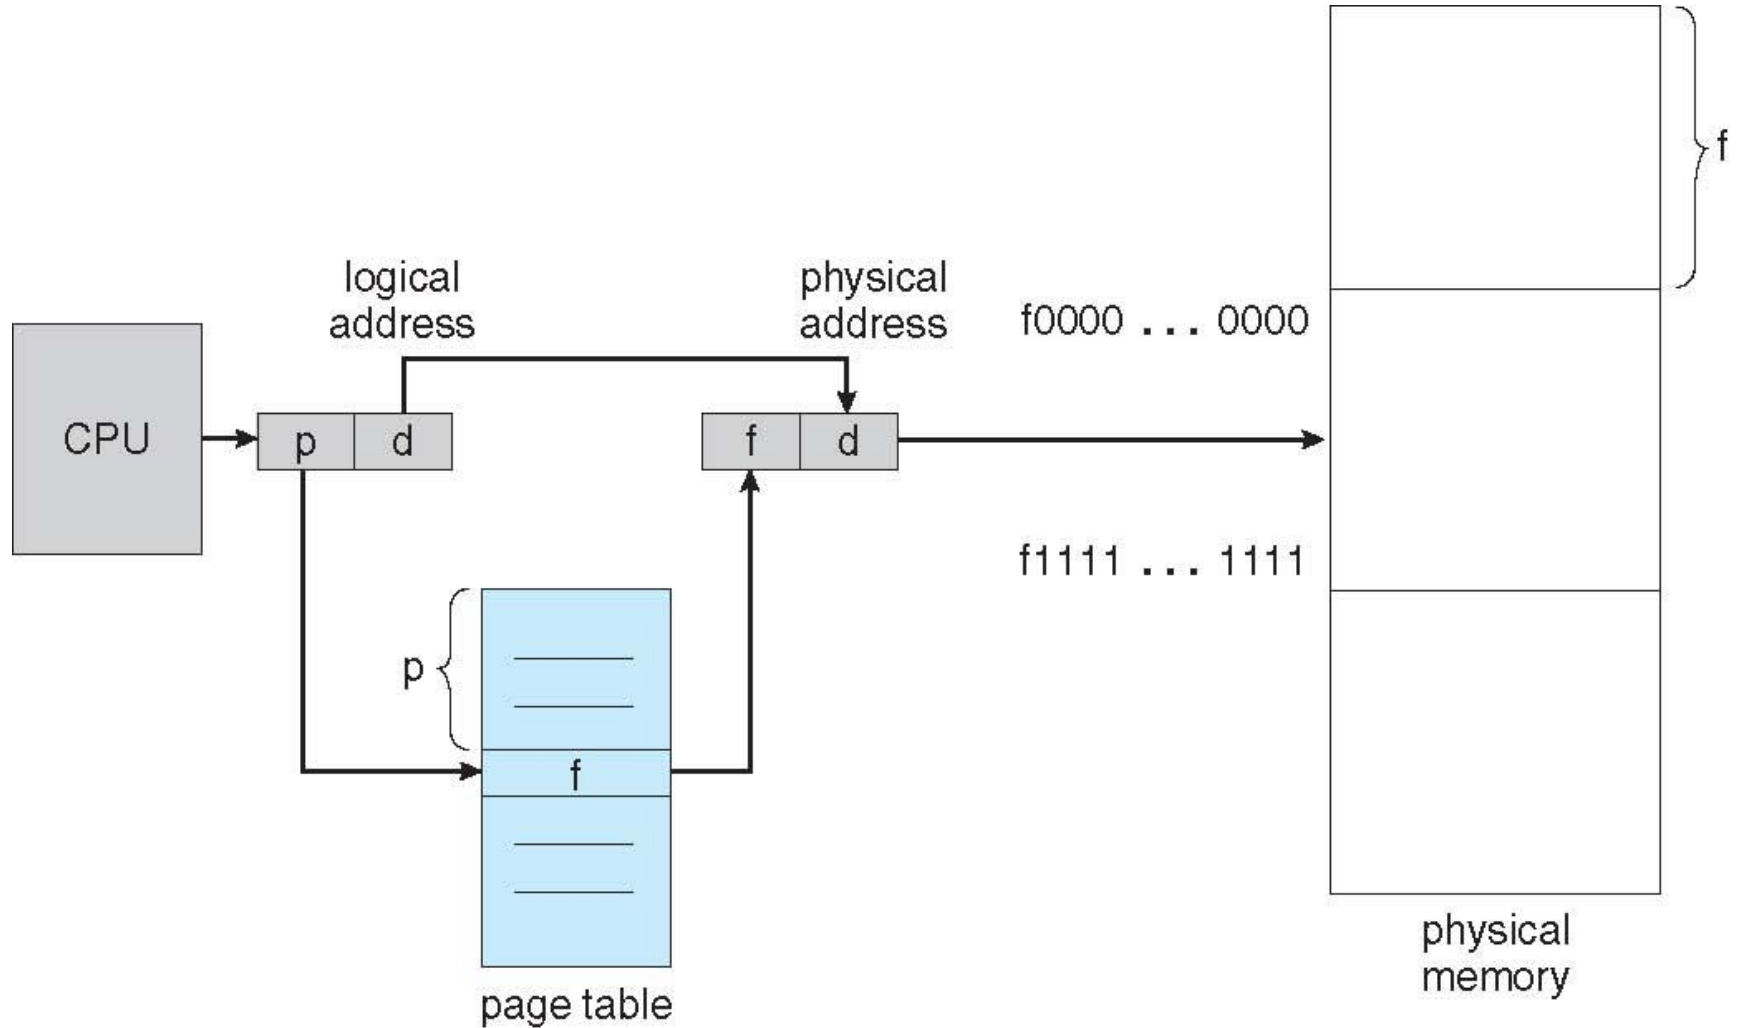 f
logical
address
physical
address
f0000 ... 0000
CPU
p
d
f
d
f1111 ... 1111
p
f
physical
memory
page table